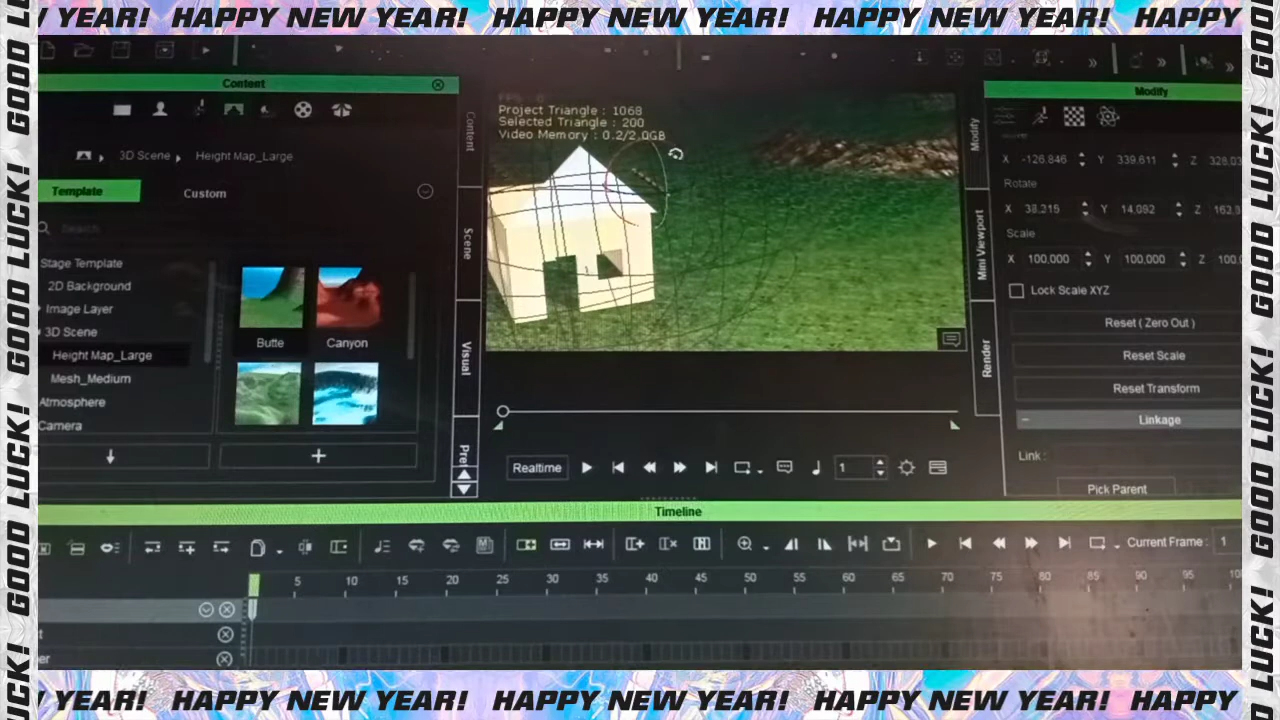 YEAR! HAPPY NEW YEAR! HAPPY NEW YEAR! HAPPY NEW YEAR! HAPPY
GOOD LUCK! GOOD LUCK! GOOD LUCK!
Content
3D Scene
Height Map_Large
Template
Custom
Search
Stage Template
2D Background
Image Layer
3D Scene
Height Map_Large
Mesh_Medium
Atmosphere
Camera
Butte
Canyon
Content
Scene
Visual
Project Triangle : 1068
Selected Triangle : 200
Video Memory : 0.2/2.0GB
Realtime
1
Modify
Mini Viewport
Render
Modify
X -126.846 Y 339.611 Z
Rotate
X 38.215 Y 14.092 Z
Scale
X 100.000 Y 100.000 Z
Lock Scale XYZ
Reset ( Zero Out )
Reset Scale
Reset Transform
Linkage
Link :
Pick Parent
Timeline
Current Frame : 1
5 10 15 20 25 30 35 40 45 50 55 60 65 70 75 80 85 90 95
GOOD LUCK! GOOD LUCK! GOOD LUCK!
YEAR! HAPPY NEW YEAR! HAPPY NEW YEAR! HAPPY NEW YEAR! HAPPY